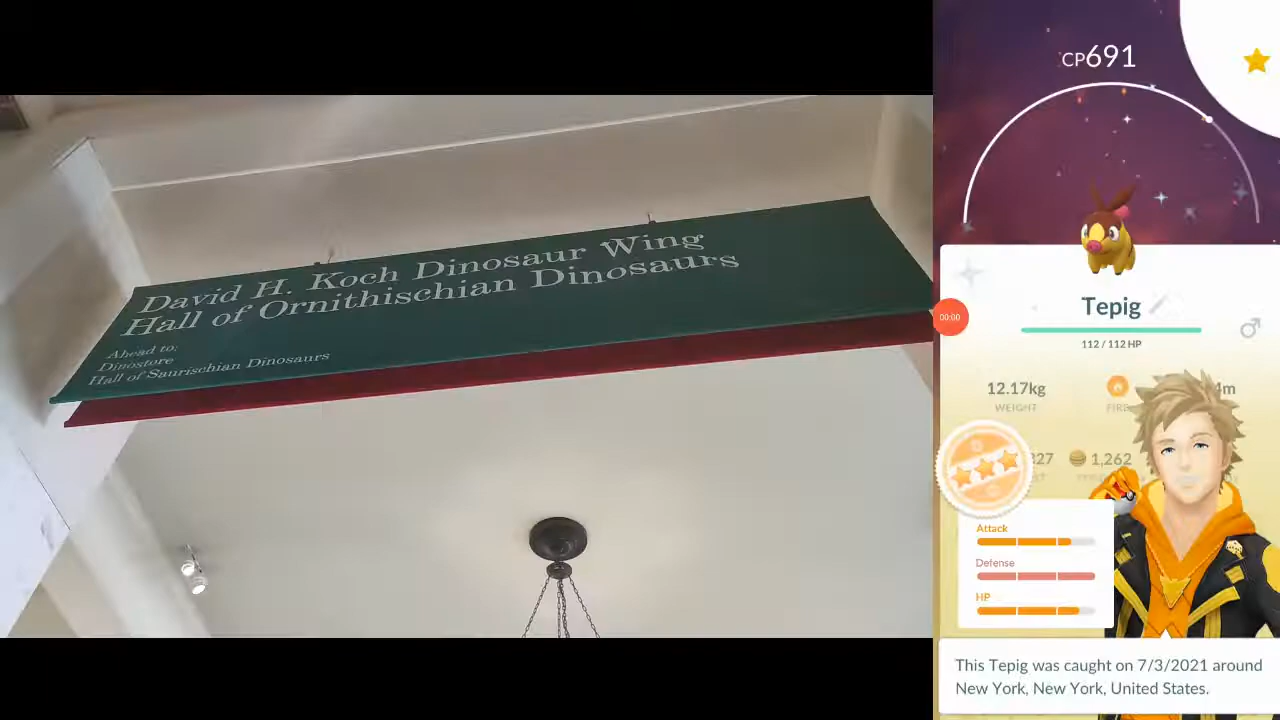 David H. Koch Dinosaur Wing
Hall of Ornithischian Dinosaurs
Ahead to:
Dinostore
Hall of Saurischian Dinosaurs
CP691
00:00
Tepig
112 / 112 HP
12.17kg
WEIGHT
FIRE
1,262
Attack
Defense
HP
This Tepig was caught on 7/3/2021 around
New York, New York, United States.